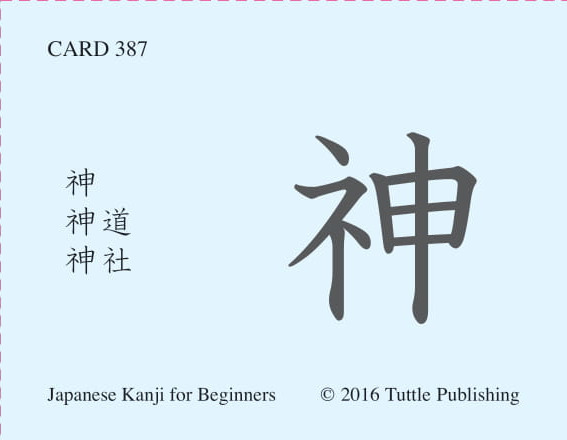 CARD 387
神
神道
神社
神
Japanese Kanji for Beginners
© 2016 Tuttle Publishing